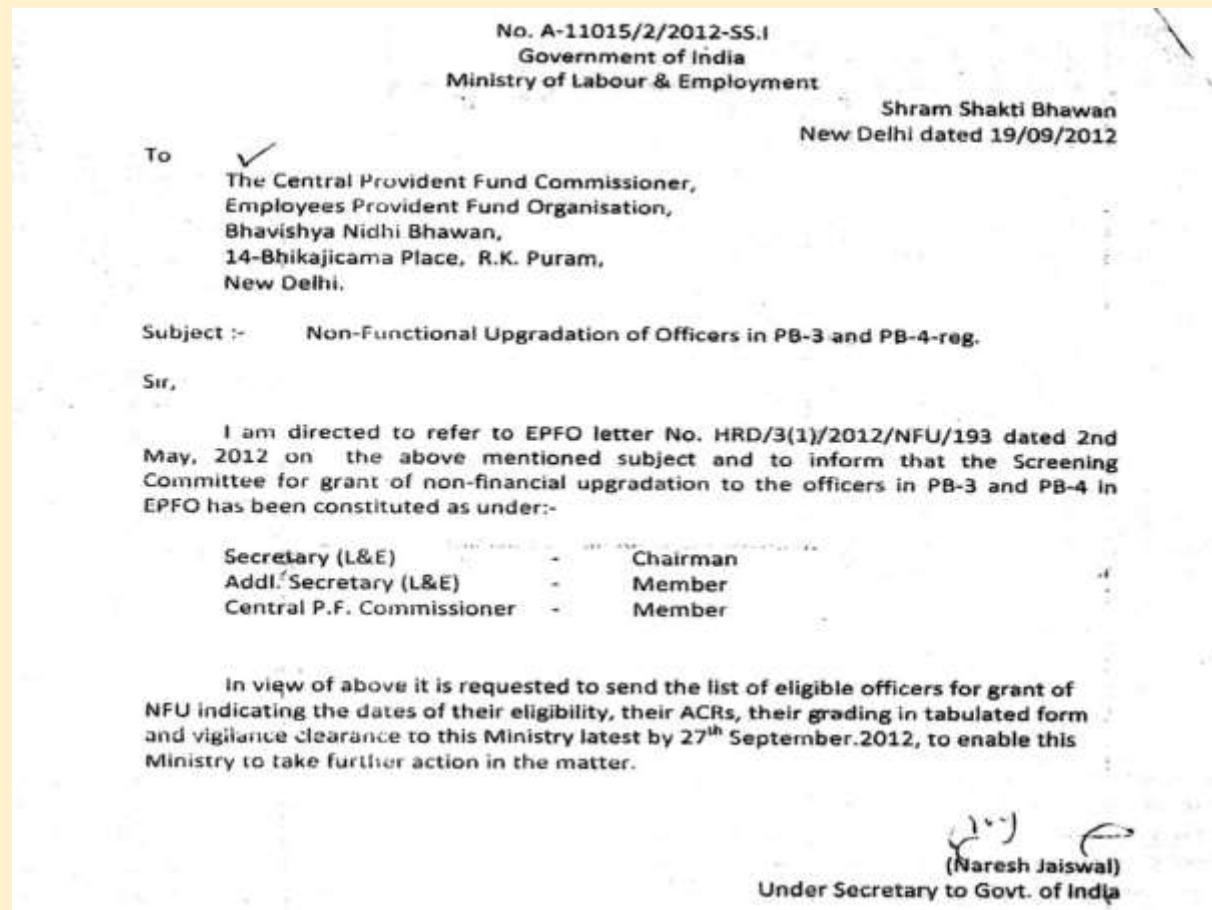 No. A-11015/2/2012-SS.I
Government of India
Ministry of Labour & Employment
Shram Shakti Bhawan
New Delhi dated 19/09/2012
To
The Central Provident Fund Commissioner,
Employees Provident Fund Organisation,
Bhavishya Nidhi Bhawan,
14-Bhikajicama Place, R.K. Puram,
New Delhi.
Subject :- Non-Functional Upgradation of Officers in PB-3 and PB-4-reg.
Sir,
I am directed to refer to EPFO letter No. HRD/3(1)/2012/NFU/193 dated 2nd
May, 2012 on the above mentioned subject and to inform that the Screening
Committee for grant of non-financial upgradation to the officers in PB-3 and PB-4 in
EPFO has been constituted as under:-
Secretary (L&E) - Chairman
Addl. Secretary (L&E) - Member
Central P.F. Commissioner - Member
In view of above it is requested to send the list of eligible officers for grant of
NFU indicating the dates of their eligibility, their ACRs, their grading in tabulated form
and vigilance clearance to this Ministry latest by 27th September.2012, to enable this
Ministry to take further action in the matter.
(Naresh Jaiswal)
Under Secretary to Govt. of India